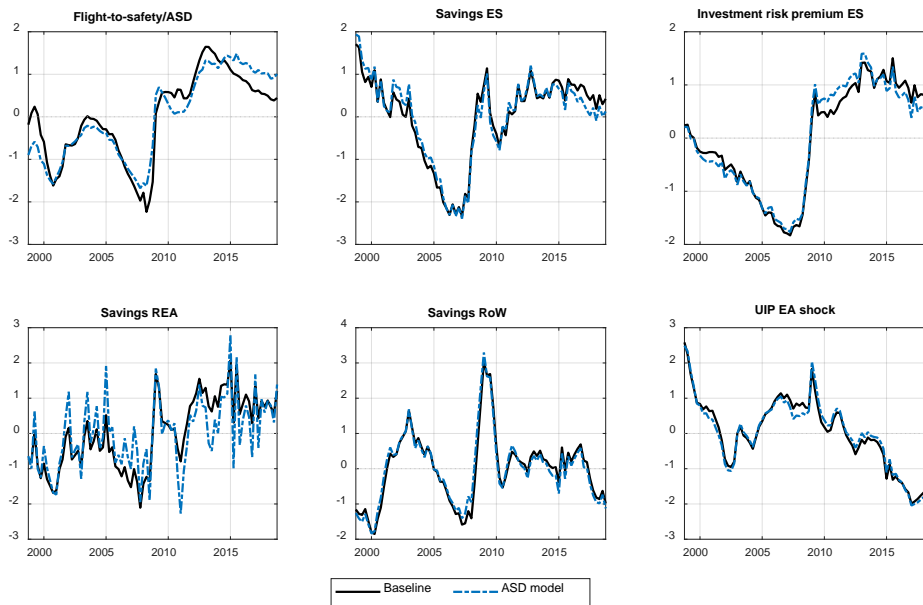 Flight-to-safety/ASD
Savings ES
Investment risk premium ES
2
1
0
-1
-2
-3
2000 2005 2010 2015
2
1
0
-1
-2
-3
2000 2005 2010 2015
2
1
0
-1
-2
2000 2005 2010 2015
Savings REA
Savings RoW
UIP EA shock
3
2
1
0
-1
-2
-3
2000 2005 2010 2015
4
3
2
1
0
-1
-2
2000 2005 2010 2015
3
2
1
0
-1
-2
-3
2000 2005 2010 2015
Baseline ASD model